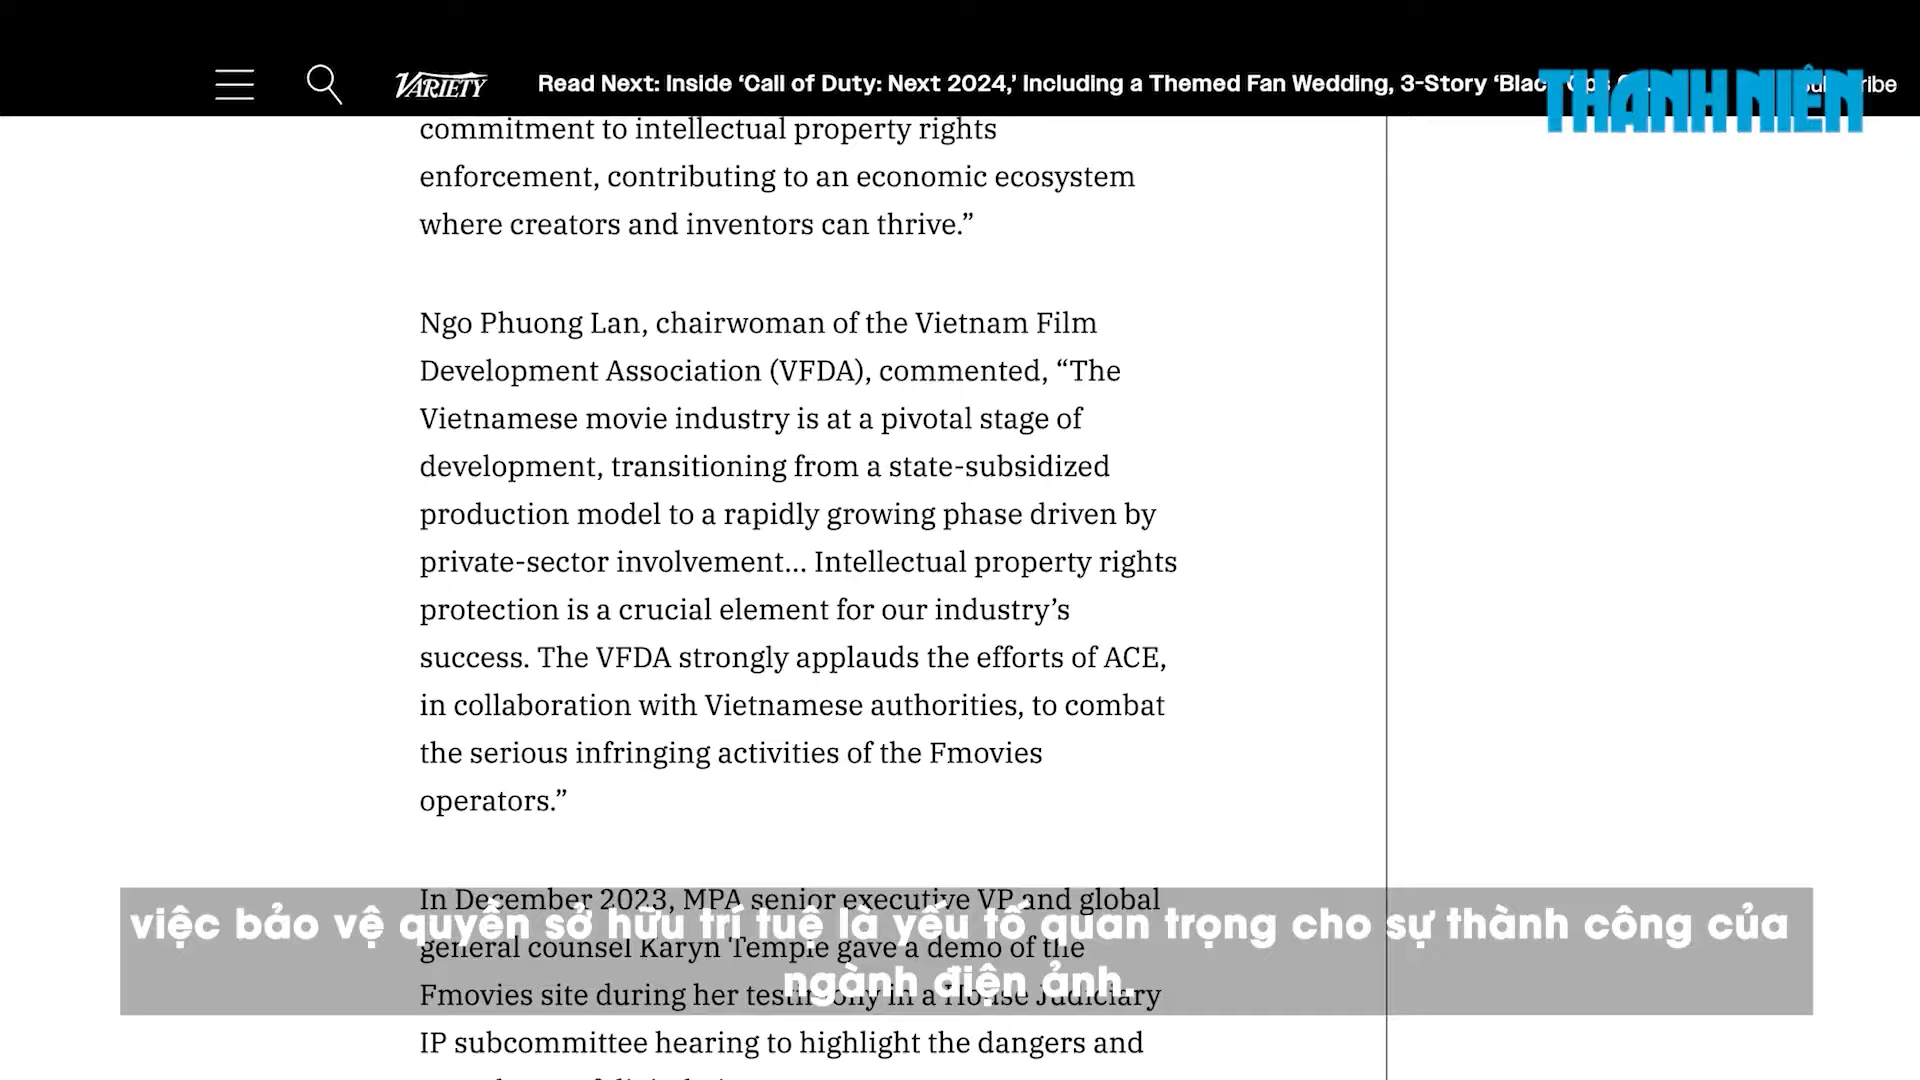 VARIETY
Read Next: Inside ‘Call of Duty: Next 2024,’ Including a Themed Fan Wedding, 3-Story
THANH NIÊN
commitment to intellectual property rights
enforcement, contributing to an economic ecosystem
where creators and inventors can thrive.”
Ngo Phuong Lan, chairwoman of the Vietnam Film
Development Association (VFDA), commented, “The
Vietnamese movie industry is at a pivotal stage of
development, transitioning from a state-subsidized
production model to a rapidly growing phase driven by
private-sector involvement... Intellectual property rights
protection is a crucial element for our industry’s
success. The VFDA strongly applauds the efforts of ACE,
in collaboration with Vietnamese authorities, to combat
the serious infringing activities of the Fmovies
operators.”
In December 2023, MPA senior executive VP and global
việc bảo vệ quyền sở hữu trí tuệ là yếu tố quan trọng cho sự thành công của
general counsel Karyn Temple gave a demo of the
ngành điện ảnh.
Fmovies site during her testimony in a House Judiciary
IP subcommittee hearing to highlight the dangers and